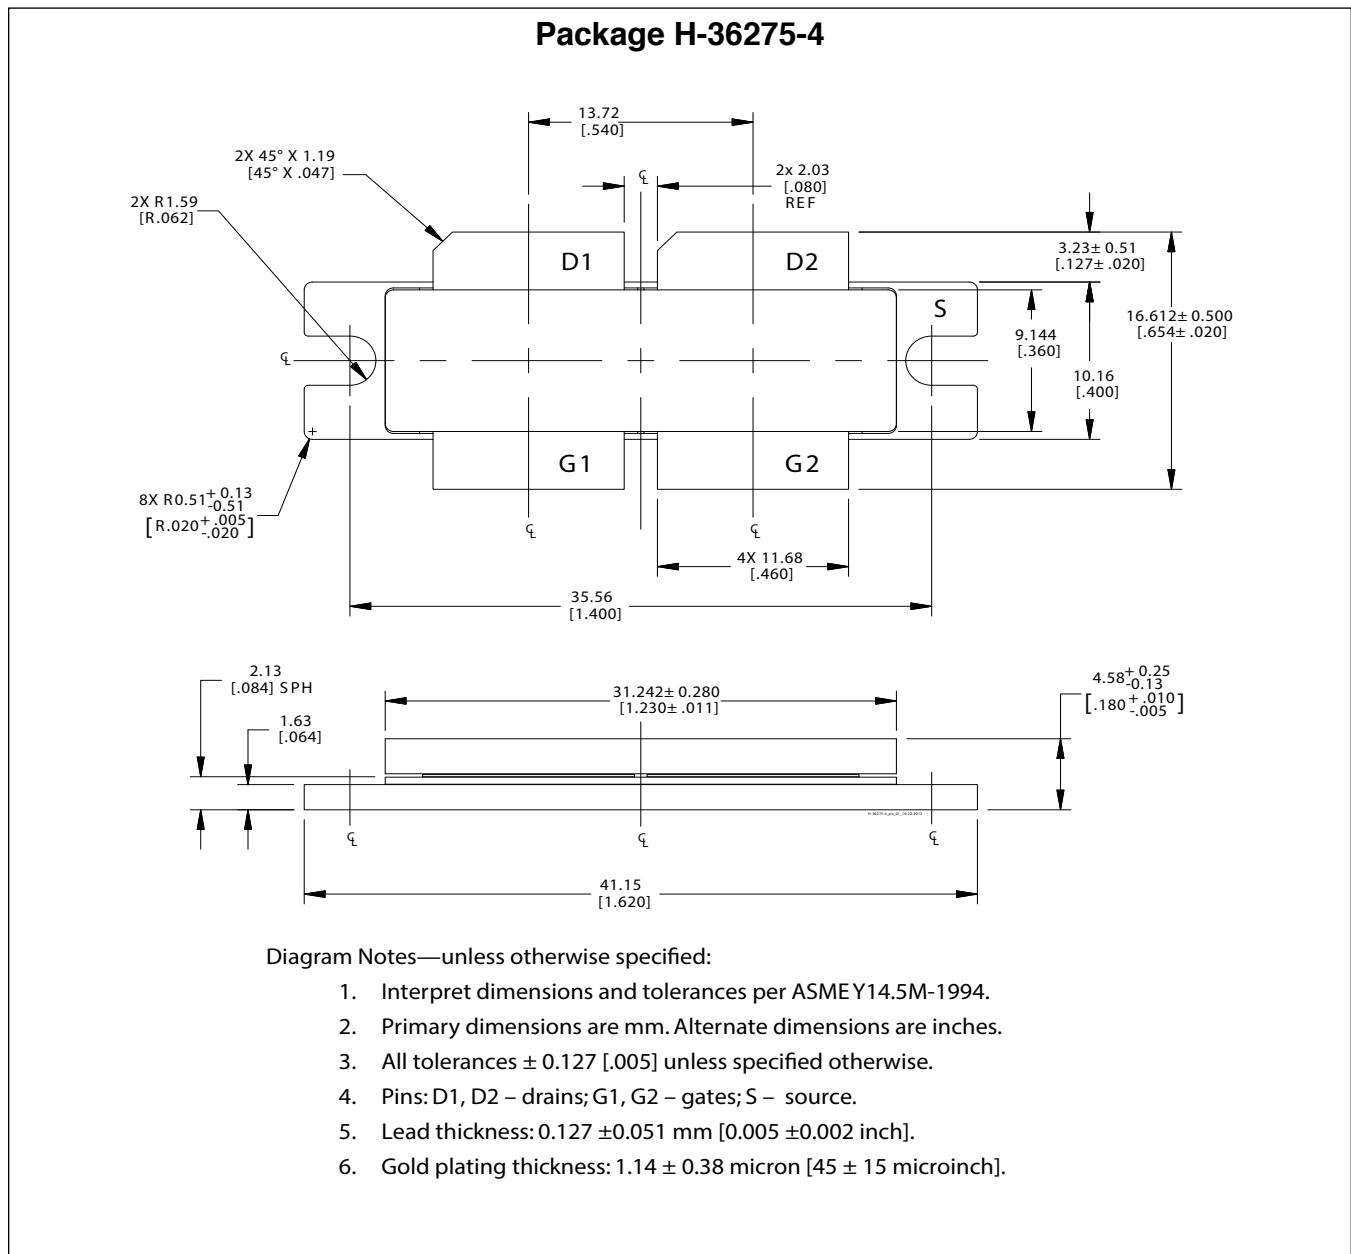 Package H-36275-4
13.72
[.540]
2X 45° X 1.19
[45° X .047]
℄
2x 2.03
[.080]
REF
2X R1.59
[R.062]
D1
D2
3.23± 0.51
[.127± .020]
S
16.612± 0.500
[.654± .020]
℄
9.144
[.360]
10.16
[.400]
G1
G2
8X R0.51 + 0.13
-0.51
[R.020 + .005
-.020]
℄
℄
4X 11.68
[.460]
35.56
[1.400]
2.13
[.084] SPH
31.242± 0.280
[1.230± .011]
4.58 + 0.25
-0.13
[.180 + .010
-.005]
1.63
[.064]
℄
℄
℄
41.15
[1.620]
Diagram Notes—unless otherwise specified:
1. Interpret dimensions and tolerances per ASME Y14.5M-1994.
2. Primary dimensions are mm. Alternate dimensions are inches.
3. All tolerances ± 0.127 [.005] unless specified otherwise.
4. Pins: D1, D2 – drains; G1, G2 – gates; S – source.
5. Lead thickness: 0.127 ±0.051 mm [0.005 ±0.002 inch].
6. Gold plating thickness: 1.14 ± 0.38 micron [45 ± 15 microinch].